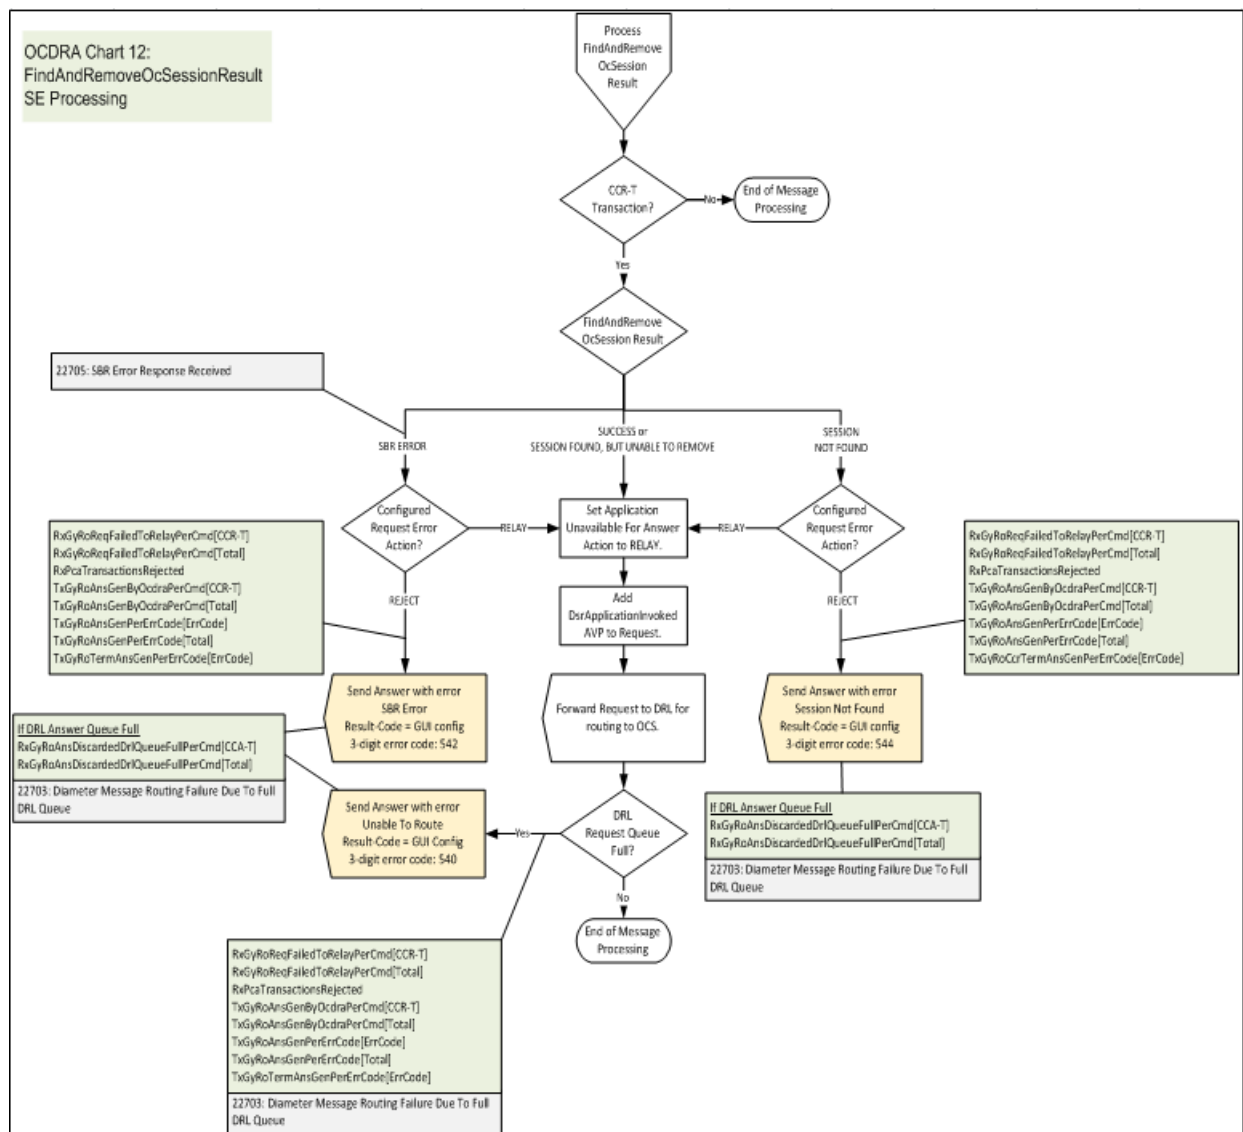 OCDRA Chart 12:
FindAndRemoveOcSessionResult
SE Processing
Process
FindAndRemove
OcSession
Result
CCR-T
Transaction?
No
End of Message
Processing
Yes
FindAndRemove
OcSession Result
22705: SBR Error Response Received
SBR ERROR
SUCCESS or
SESSION FOUND, BUT UNABLE TO REMOVE
SESSION
NOT FOUND
Configured
Request Error
Action?
RELAY
Set Application
Unavailable For Answer
Action to RELAY.
RELAY
Configured
Request Error
Action?
RxGyRoReqFailedToRelayPerCmd[CCR-T]
RxGyRoReqFailedToRelayPerCmd[Total]
RxPcaTransactionsRejected
TxGyRoAnsGenByOcdraPerCmd[CCR-T]
TxGyRoAnsGenByOcdraPerCmd[Total]
TxGyRoAnsGenPerErrCode[ErrCode]
TxGyRoAnsGenPerErrCode[Total]
TxGyRoTermAnsGenPerErrCode[ErrCode]
REJECT
Add
DsrApplicationInvoked
AVP to Request.
REJECT
RxGyRoReqFailedToRelayPerCmd[CCR-T]
RxGyRoReqFailedToRelayPerCmd[Total]
RxPcaTransactionsRejected
TxGyRoAnsGenByOcdraPerCmd[CCR-T]
TxGyRoAnsGenByOcdraPerCmd[Total]
TxGyRoAnsGenPerErrCode[ErrCode]
TxGyRoAnsGenPerErrCode[Total]
TxGyRoCcrTermAnsGenPerErrCode[ErrCode]
Send Answer with error
SBR Error
Result-Code = GUI config
3-digit error code: 542
Forward Request to DRL for
routing to OCS.
Send Answer with error
Session Not Found
Result-Code = GUI config
3-digit error code: 544
If DRL Answer Queue Full
RxGyRoAnsDiscardedDrlQueueFullPerCmd[CCA-T]
RxGyRoAnsDiscardedDrlQueueFullPerCmd[Total]
22703: Diameter Message Routing Failure Due To Full
DRL Queue
Send Answer with error
Unable To Route
Result-Code = GUI Config
3-digit error code: 540
Yes
DRL
Request Queue
Full?
If DRL Answer Queue Full
RxGyRoAnsDiscardedDrlQueueFullPerCmd[CCA-T]
RxGyRoAnsDiscardedDrlQueueFullPerCmd[Total]
22703: Diameter Message Routing Failure Due To Full
DRL Queue
No
End of Message
Processing
RxGyRoReqFailedToRelayPerCmd[CCR-T]
RxGyRoReqFailedToRelayPerCmd[Total]
RxPcaTransactionsRejected
TxGyRoAnsGenByOcdraPerCmd[CCR-T]
TxGyRoAnsGenByOcdraPerCmd[Total]
TxGyRoAnsGenPerErrCode[ErrCode]
TxGyRoAnsGenPerErrCode[Total]
TxGyRoTermAnsGenPerErrCode[ErrCode]
22703: Diameter Message Routing Failure Due To Full
DRL Queue